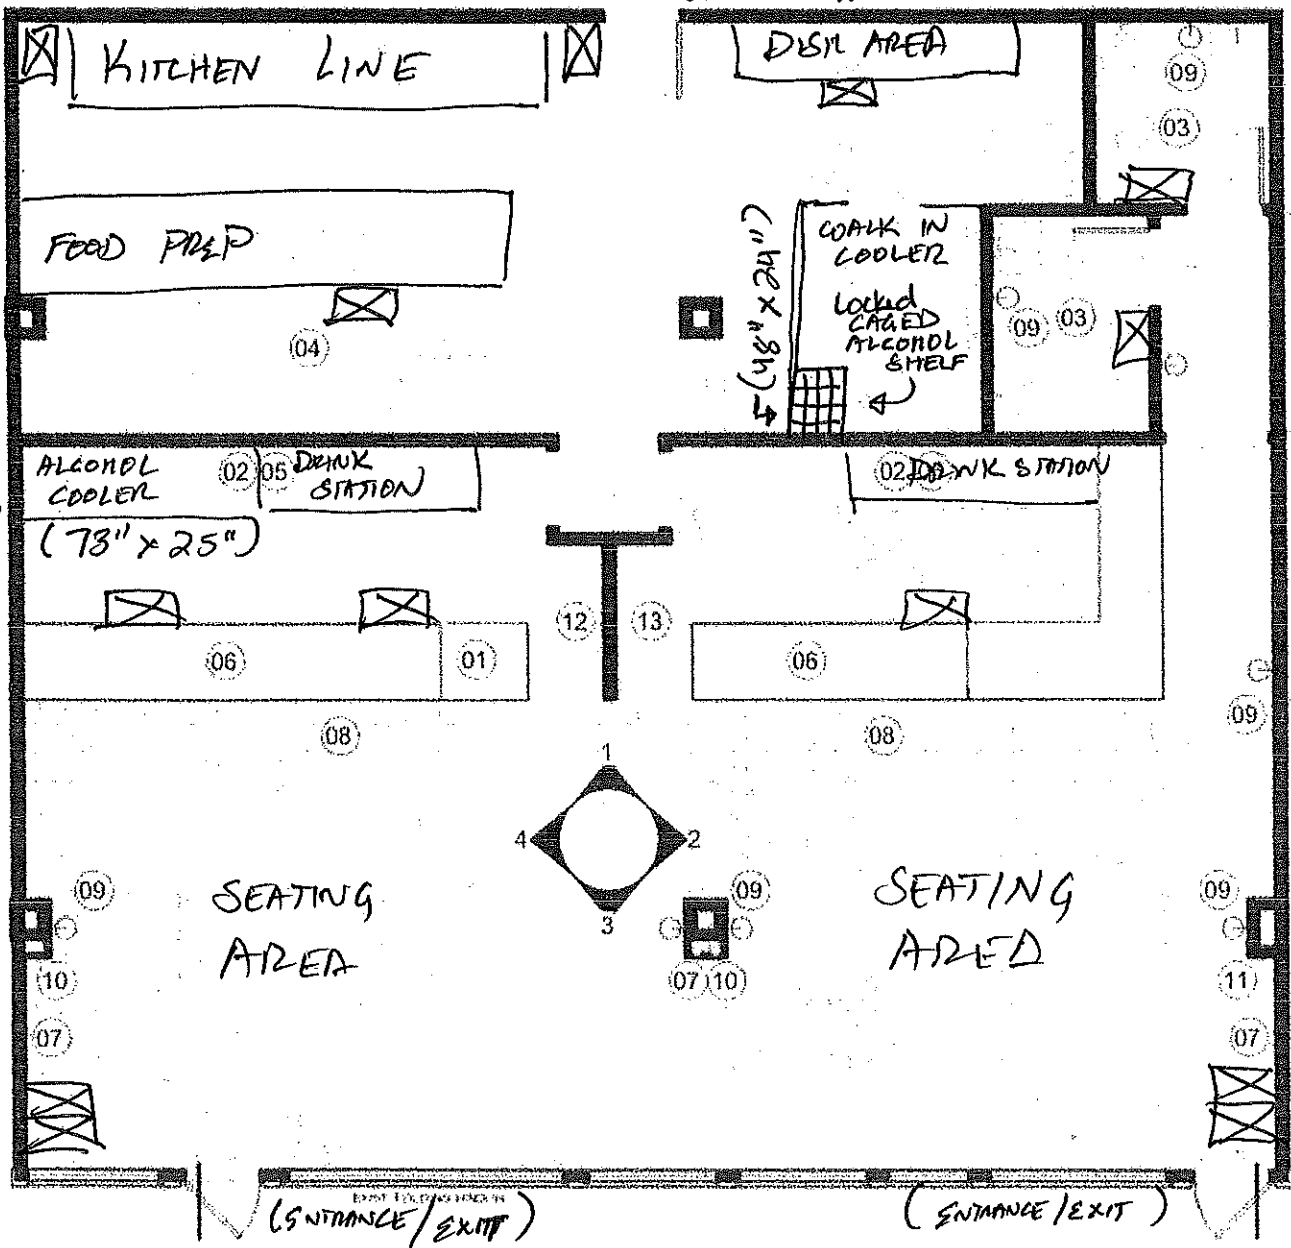 KITCHEN LINE
DISH AREA
09
03
FOOD PREP
(48" x 24")
COALK IN
COOLER
Locked
CAGED
ALCOHOL
SHELF
09
03
04
ALCOHOL
COOLER
02
05
DRINK
STATION
(73" x 25")
02
DRINK STATION
12
13
06
01
06
08
08
09
1
4
2
3
09
SEATING
AREA
09
SEATING
AREA
09
10
07
07
10
11
07
(ENTRANCE/EXIT)
(ENTRANCE/EXIT)